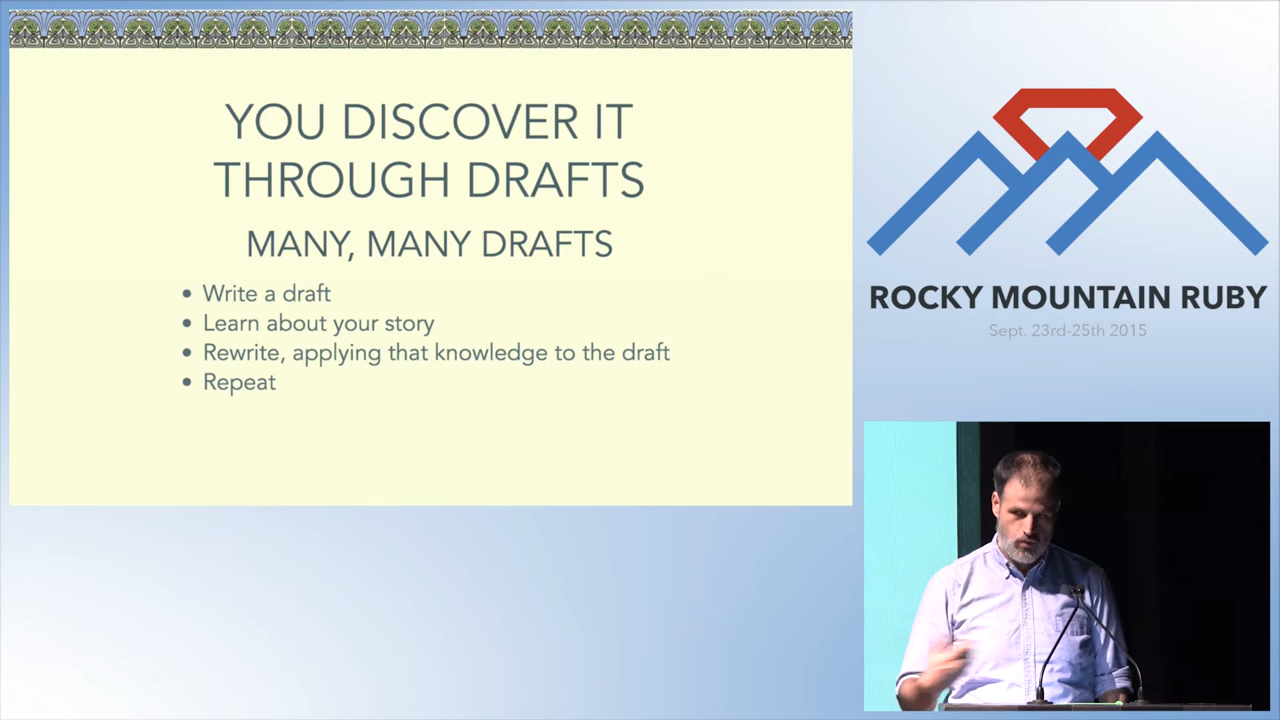 YOU DISCOVER IT
THROUGH DRAFTS
MANY, MANY DRAFTS
• Write a draft
• Learn about your story
• Rewrite, applying that knowledge to the draft
• Repeat
ROCKY MOUNTAIN RUBY
Sept. 23rd-25th 2015